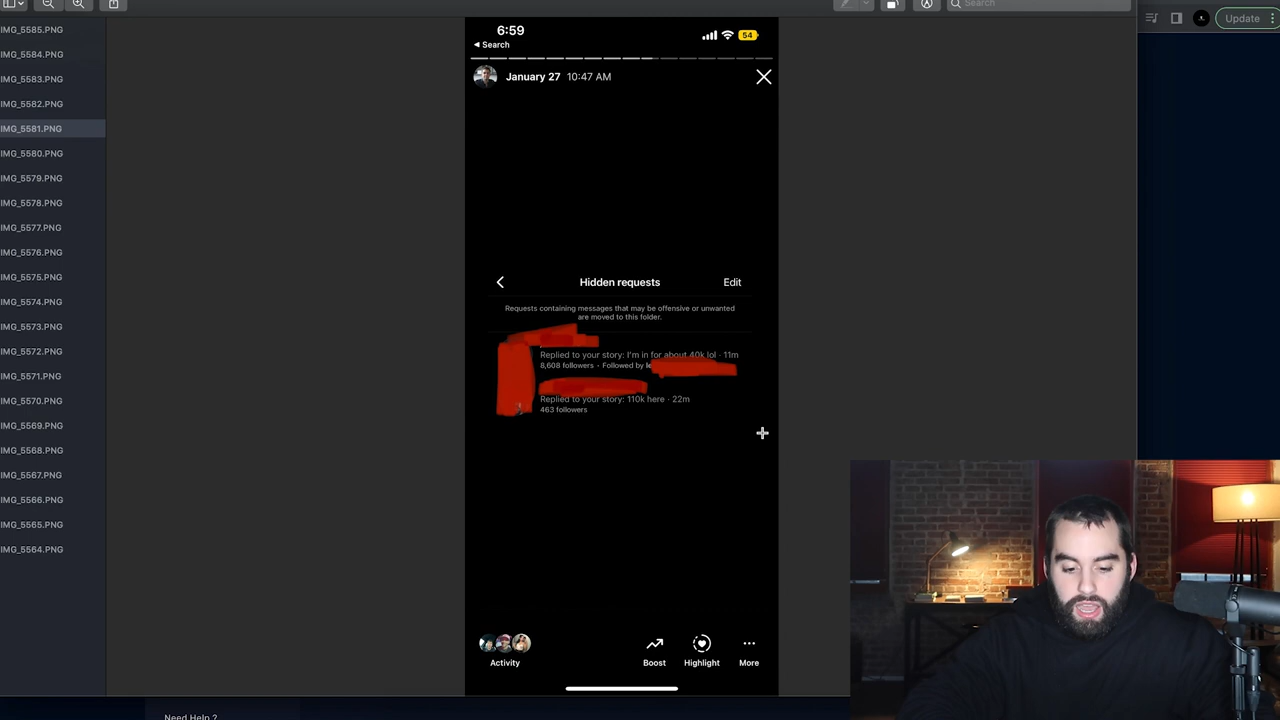 Search
Update
IMG_5585.PNG
IMG_5584.PNG
IMG_5583.PNG
IMG_5582.PNG
IMG_5581.PNG
IMG_5580.PNG
IMG_5579.PNG
IMG_5578.PNG
IMG_5577.PNG
IMG_5576.PNG
IMG_5575.PNG
IMG_5574.PNG
IMG_5573.PNG
IMG_5572.PNG
IMG_5571.PNG
IMG_5570.PNG
IMG_5569.PNG
IMG_5568.PNG
IMG_5567.PNG
IMG_5566.PNG
IMG_5565.PNG
IMG_5564.PNG
6:59
54
Search
January 27 10:47 AM
Hidden requests
Edit
Requests containing messages that may be offensive or unwanted
are moved to this folder.
Replied to your story: I'm in for about 40k lol · 11m
8,608 followers · Followed by
Replied to your story: 110k here · 22m
463 followers
Activity
Boost
Highlight
More
Need Help ?